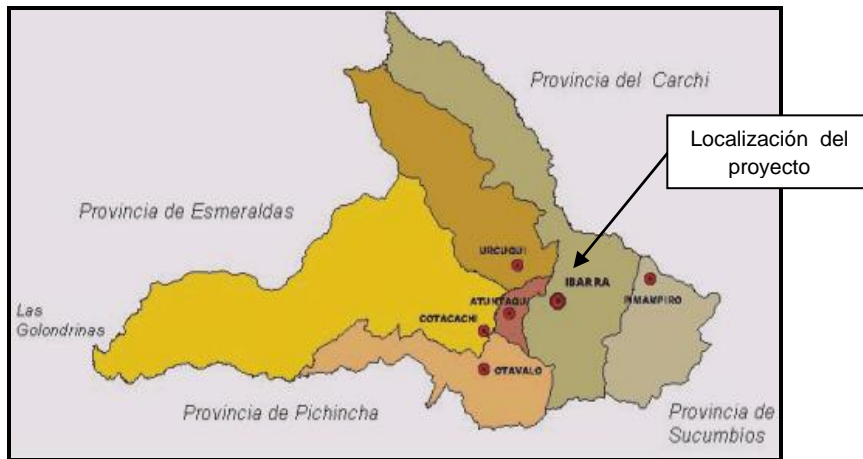 Provincia del Carchi
Localización del
proyecto
Provincia de Esmeraldas
URCUQUI
IBARRA
PIMAMPIRO
ATUNTAQUI
COTACACHI
Las
Golondrinas
OTAVALO
Provincia de Pichincha
Provincia de
Sucumbíos